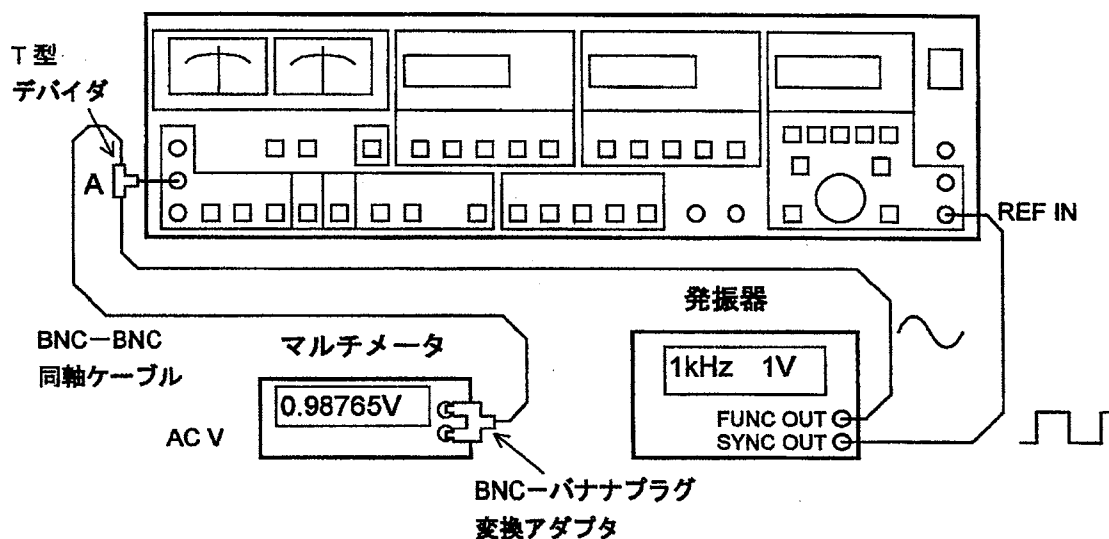 T型
デバイダ
A
REF IN
発振器
BNC－BNC
同軸ケーブル
マルチメータ
1kHz 1V
0.98765V
FUNC OUT
SYNC OUT
AC V
BNC－バナナプラグ
変換アダプタ